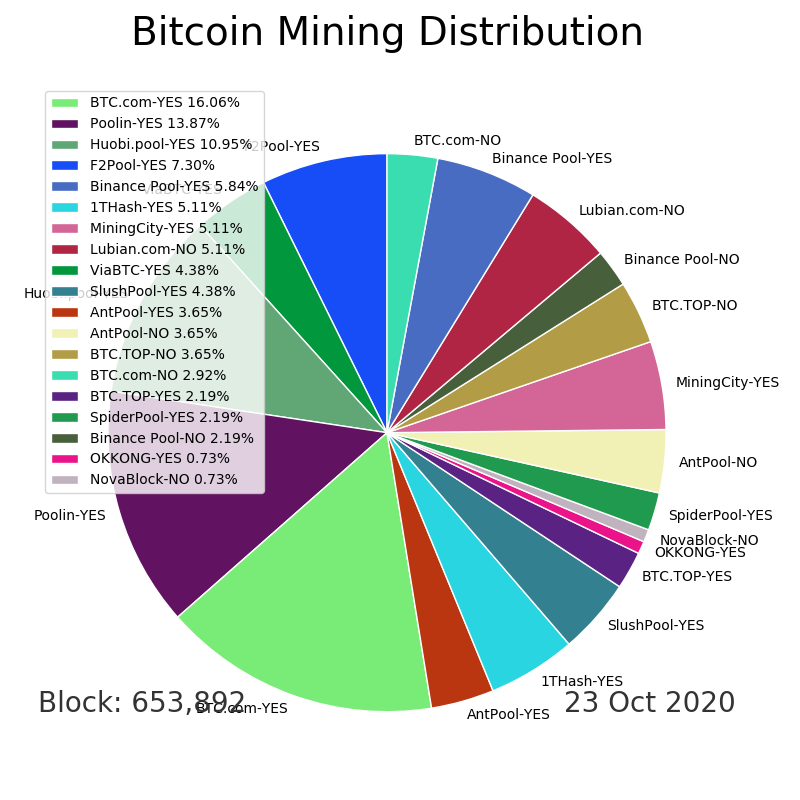 Bitcoin Mining Distribution
BTC.com-YES 16.06%
Poolin-YES 13.87%
Huobi.pool-YES 10.95%
F2Pool-YES 7.30%
Binance Pool-YES 5.84%
1THash-YES 5.11%
MiningCity-YES 5.11%
Lubian.com-NO 5.11%
ViaBTC-YES 4.38%
SlushPool-YES 4.38%
AntPool-YES 3.65%
AntPool-NO 3.65%
BTC.TOP-NO 3.65%
BTC.com-NO 2.92%
BTC.TOP-YES 2.19%
SpiderPool-YES 2.19%
Binance Pool-NO 2.19%
OKKONG-YES 0.73%
NovaBlock-NO 0.73%
F2Pool-YES
BTC.com-NO
Binance Pool-YES
Lubian.com-NO
Binance Pool-NO
BTC.TOP-NO
MiningCity-YES
AntPool-NO
SpiderPool-YES
NovaBlock-NO
OKKONG-YES
BTC.TOP-YES
SlushPool-YES
1THash-YES
AntPool-YES
BTC.com-YES
Poolin-YES
Block: 653,892
23 Oct 2020